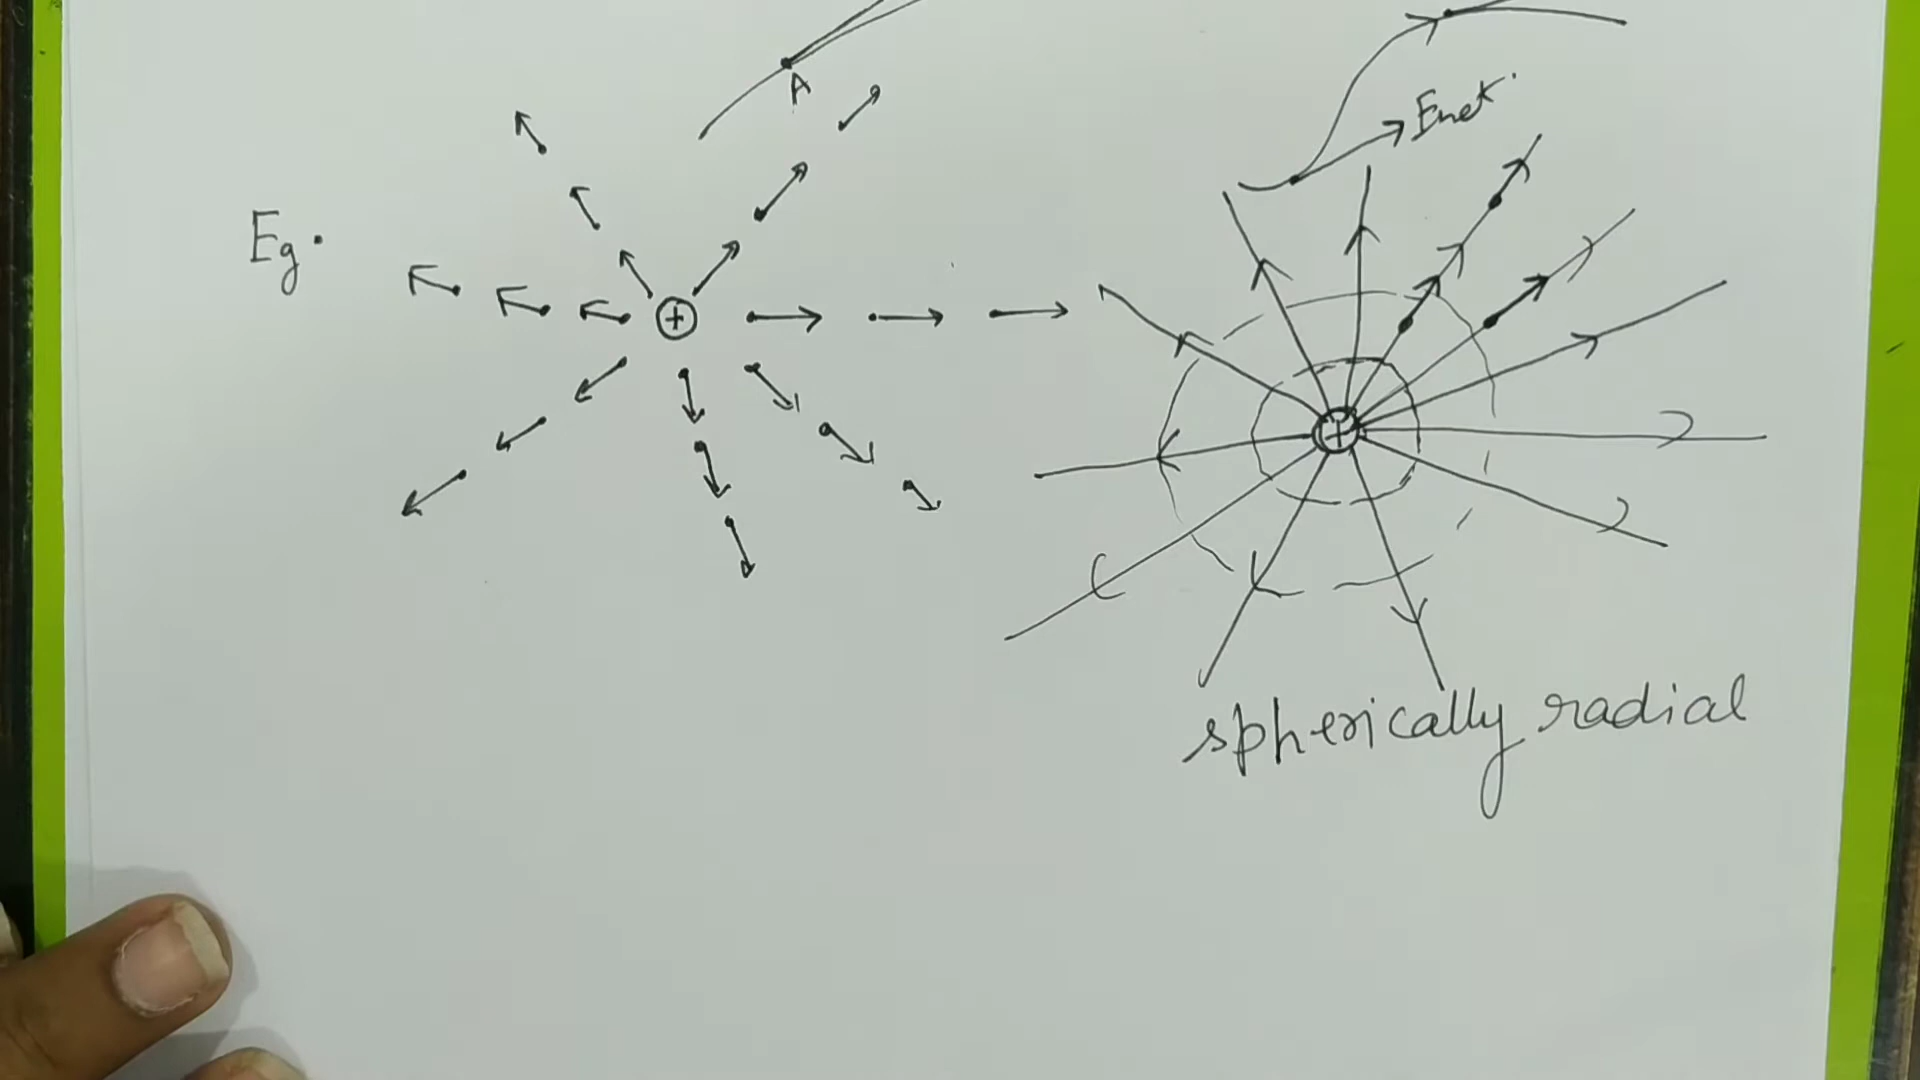 A
Enet.
Eg.
+
+
spherically radial